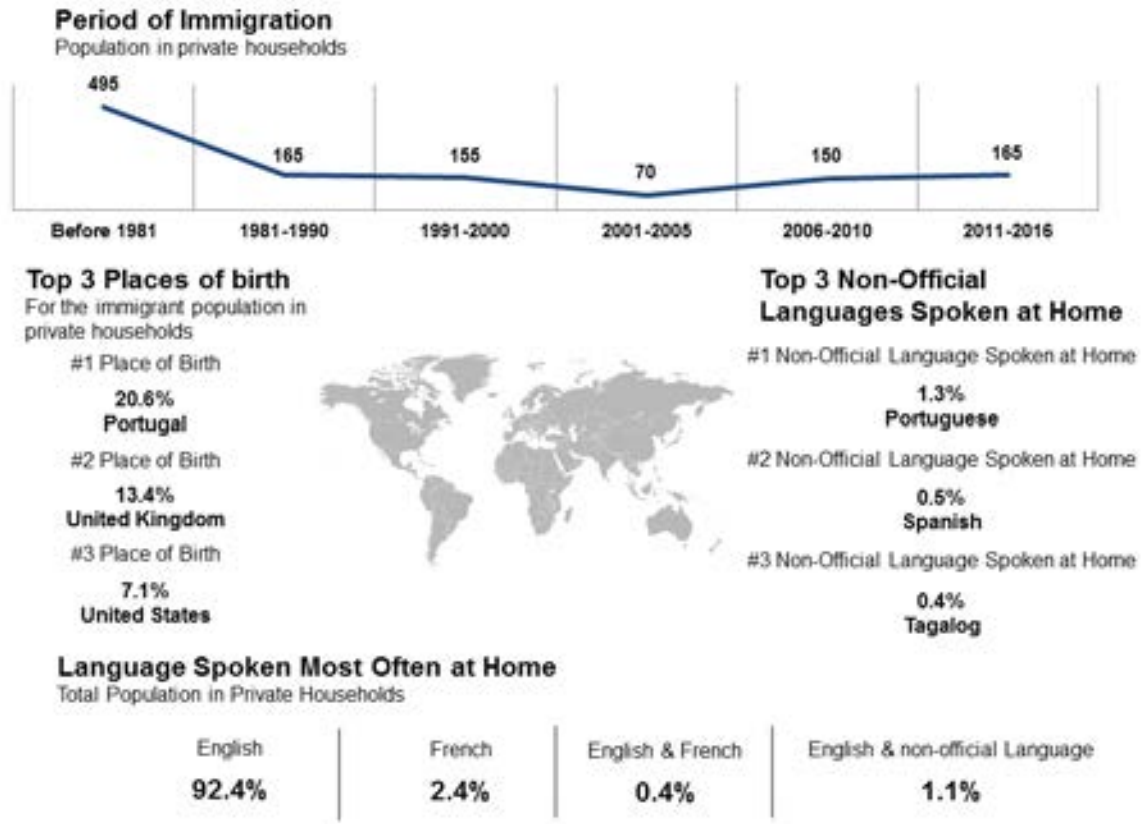 Period of Immigration
Population in private households
495
165
155
70
150
165
Before 1981
1981-1990
1991-2000
2001-2005
2006-2010
2011-2016
Top 3 Places of birth
For the immigrant population in
private households
#1 Place of Birth
20.6%
Portugal
#2 Place of Birth
13.4%
United Kingdom
#3 Place of Birth
7.1%
United States
Top 3 Non-Official
Languages Spoken at Home
#1 Non-Official Language Spoken at Home
1.3%
Portuguese
#2 Non-Official Language Spoken at Home
0.5%
Spanish
#3 Non-Official Language Spoken at Home
0.4%
Tagalog
Language Spoken Most Often at Home
Total Population in Private Households
English
92.4%
French
2.4%
English & French
0.4%
English & non-official Language
1.1%